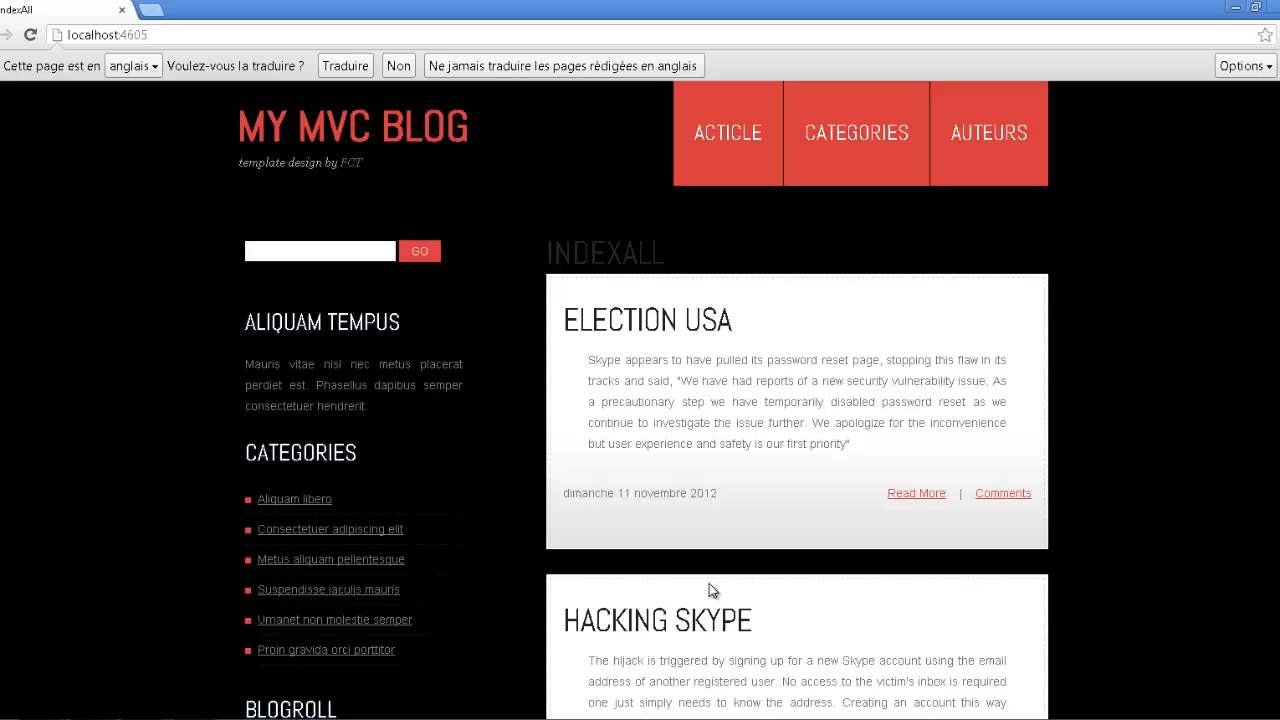 IndexAll
localhost:4605
Cette page est en anglais Voulez-vous la traduire ? Traduire Non Ne jamais traduire les pages rédigées en anglais Options
MY MVC BLOG
template design by FCT
ACTICLE CATEGORIES AUTEURS
GO
ALIQUAM TEMPUS
Mauris vitae nisl nec metus placerat
perdiet est. Phasellus dapibus semper
consectetuer hendrerit.
CATEGORIES
Aliquam libero
Consectetuer adipiscing elit
Metus aliquam pellentesque
Suspendisse iaculis mauris
Urnanet non molestie semper
Proin gravida orci porttitor
BLOGROLL
INDEXALL
ELECTION USA
Skype appears to have pulled its password reset page, stopping this flaw in its
tracks and said, "We have had reports of a new security vulnerability issue. As
a precautionary step we have temporarily disabled password reset as we
continue to investigate the issue further. We apologize for the inconvenience
but user experience and safety is our first priority"
dimanche 11 novembre 2012 Read More | Comments
HACKING SKYPE
The hijack is triggered by signing up for a new Skype account using the email
address of another registered user. No access to the victim's inbox is required
one just simply needs to know the address. Creating an account this way